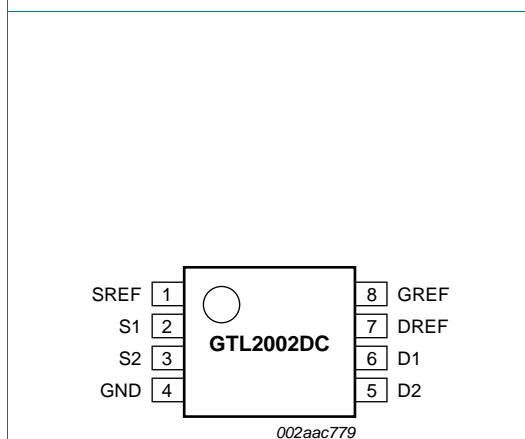 SREF 1 8 GREF
S1 2 7 DREF
GTL2002DC
S2 3 6 D1
GND 4 5 D2
002aac779